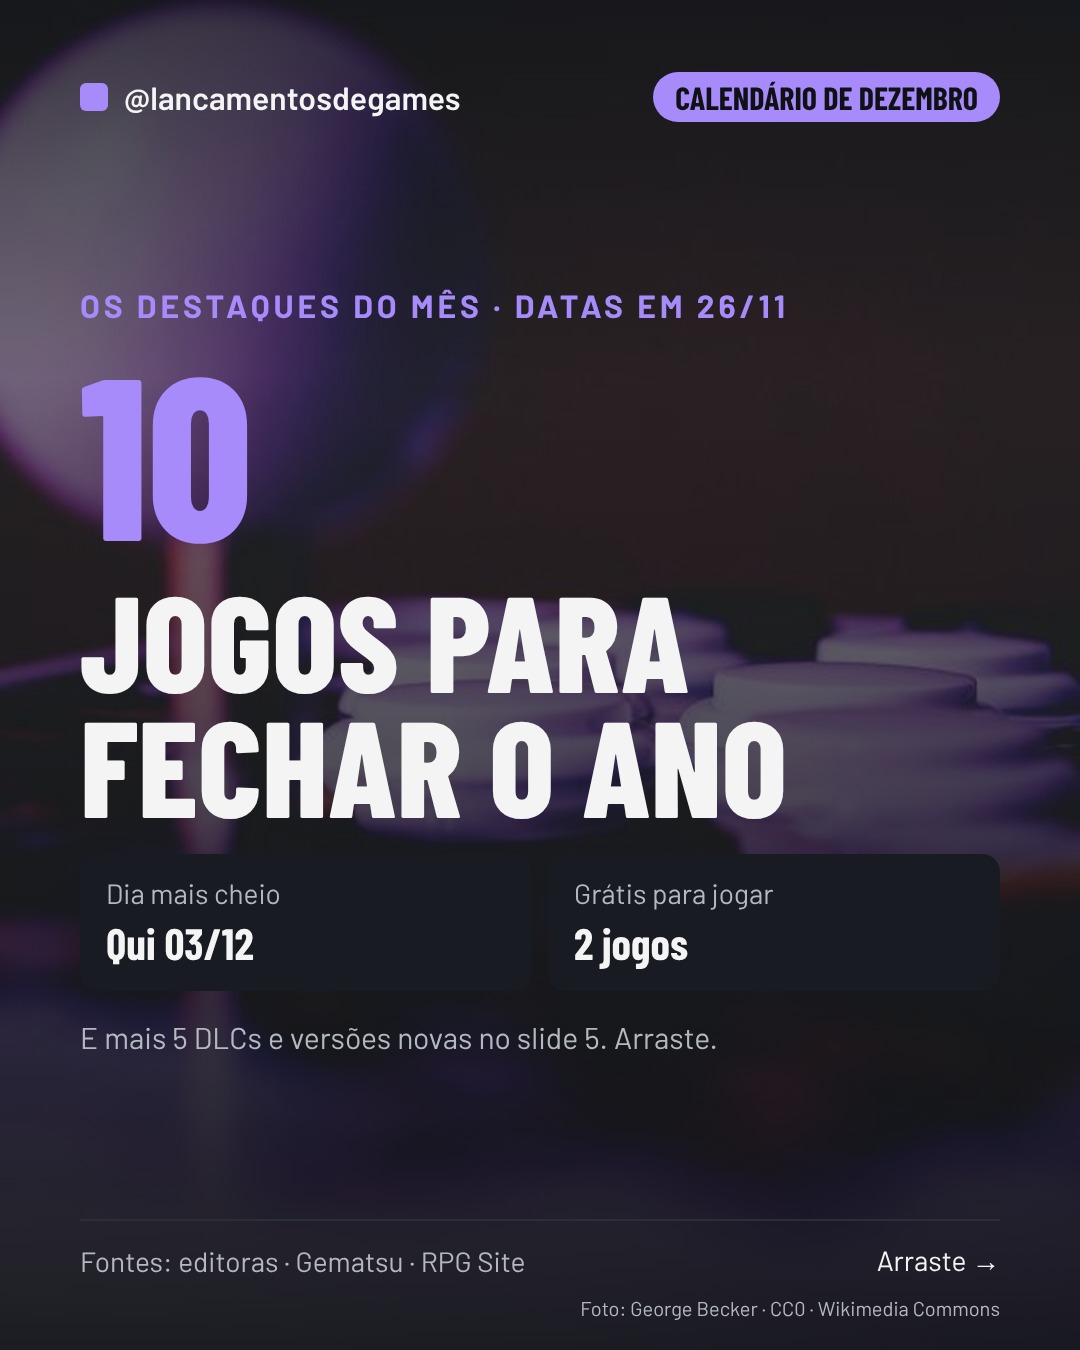 @lancamentosdegames
CALENDÁRIO DE DEZEMBRO
OS DESTAQUES DO MÊS · DATAS EM 26/11
10
JOGOS PARA
FECHAR O ANO
Dia mais cheio
Qui 03/12
Grátis para jogar
2 jogos
E mais 5 DLCs e versões novas no slide 5. Arraste.
Fontes: editoras · Gematsu · RPG Site
Arraste →
Foto: George Becker · CC0 · Wikimedia Commons